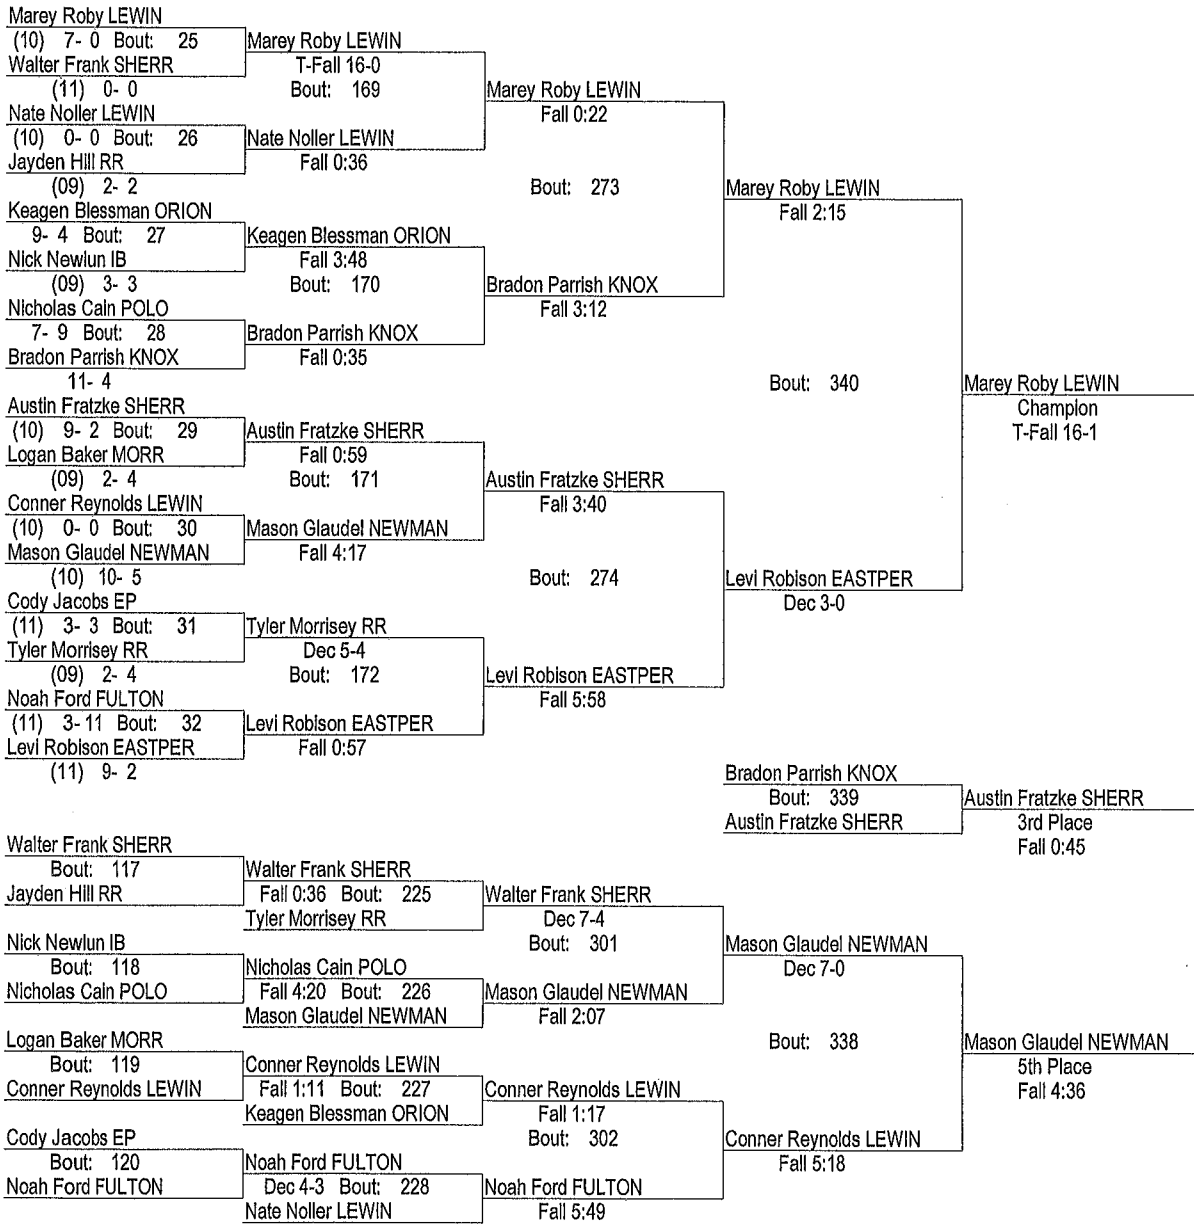 Marey Roby LEWIN
(10) 7- 0 Bout: 25
Walter Frank SHERR
(11) 0- 0
Nate Noller LEWIN
(10) 0- 0 Bout: 26
Jayden Hill RR
(09) 2- 2
Keagen Blessman ORION
9- 4 Bout: 27
Nick Newlun IB
(09) 3- 3
Nicholas Cain POLO
7- 9 Bout: 28
Bradon Parrish KNOX
11- 4
Austin Fratzke SHERR
(10) 9- 2 Bout: 29
Logan Baker MORR
(09) 2- 4
Conner Reynolds LEWIN
(10) 0- 0 Bout: 30
Mason Glaudel NEWMAN
(10) 10- 5
Cody Jacobs EP
(11) 3- 3 Bout: 31
Tyler Morrisey RR
(09) 2- 4
Noah Ford FULTON
(11) 3- 11 Bout: 32
Levi Robison EASTPER
(11) 9- 2
Marey Roby LEWIN
T-Fall 16-0
Bout: 169
Nate Noller LEWIN
Fall 0:36
Keagen Blessman ORION
Fall 3:48
Bout: 170
Bradon Parrish KNOX
Fall 0:35
Austin Fratzke SHERR
Fall 0:59
Bout: 171
Mason Glaudel NEWMAN
Fall 4:17
Tyler Morrisey RR
Dec 5-4
Bout: 172
Levi Robison EASTPER
Fall 0:57
Marey Roby LEWIN
Fall 0:22
Bout: 273
Bradon Parrish KNOX
Fall 3:12
Austin Fratzke SHERR
Fall 3:40
Bout: 274
Levi Robison EASTPER
Fall 5:58
Marey Roby LEWIN
Fall 2:15
Bout: 340
Levi Robison EASTPER
Dec 3-0
Marey Roby LEWIN
Champion
T-Fall 16-1
Bradon Parrish KNOX
Bout: 339
Austin Fratzke SHERR
Austin Fratzke SHERR
3rd Place
Fall 0:45
Walter Frank SHERR
Bout: 117
Jayden Hill RR
Nick Newlun IB
Bout: 118
Nicholas Cain POLO
Logan Baker MORR
Bout: 119
Conner Reynolds LEWIN
Cody Jacobs EP
Bout: 120
Noah Ford FULTON
Walter Frank SHERR
Fall 0:36 Bout: 225
Tyler Morrisey RR
Nicholas Cain POLO
Fall 4:20 Bout: 226
Mason Glaudel NEWMAN
Conner Reynolds LEWIN
Fall 1:11 Bout: 227
Keagen Blessman ORION
Noah Ford FULTON
Dec 4-3 Bout: 228
Nate Noller LEWIN
Walter Frank SHERR
Dec 7-4
Bout: 301
Mason Glaudel NEWMAN
Fall 2:07
Conner Reynolds LEWIN
Fall 1:17
Bout: 302
Noah Ford FULTON
Fall 5:49
Mason Glaudel NEWMAN
Dec 7-0
Bout: 338
Conner Reynolds LEWIN
Fall 5:18
Mason Glaudel NEWMAN
5th Place
Fall 4:36